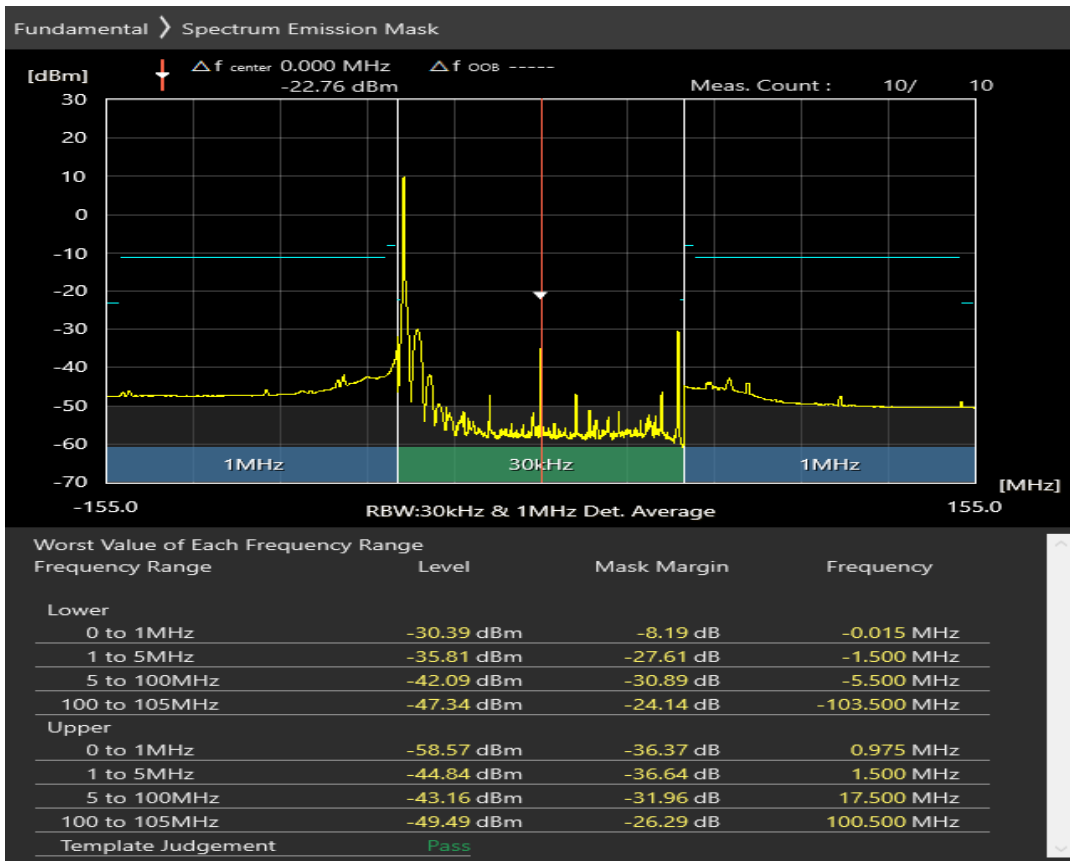 Fundamental ❭ Spectrum Emission Mask
[dBm] Δf center 0.000 MHz Δf OOB -----
-22.76 dBm Meas. Count : 10/ 10
30
20
10
0
-10
-20
-30
-40
-50
-60
1MHz 30kHz 1MHz
-70 [MHz]
-155.0 RBW:30kHz & 1MHz Det. Average 155.0
Worst Value of Each Frequency Range
Frequency Range Level Mask Margin Frequency
Lower
0 to 1MHz -30.39 dBm -8.19 dB -0.015 MHz
1 to 5MHz -35.81 dBm -27.61 dB -1.500 MHz
5 to 100MHz -42.09 dBm -30.89 dB -5.500 MHz
100 to 105MHz -47.34 dBm -24.14 dB -103.500 MHz
Upper
0 to 1MHz -58.57 dBm -36.37 dB 0.975 MHz
1 to 5MHz -44.84 dBm -36.64 dB 1.500 MHz
5 to 100MHz -43.16 dBm -31.96 dB 17.500 MHz
100 to 105MHz -49.49 dBm -26.29 dB 100.500 MHz
Template Judgement Pass